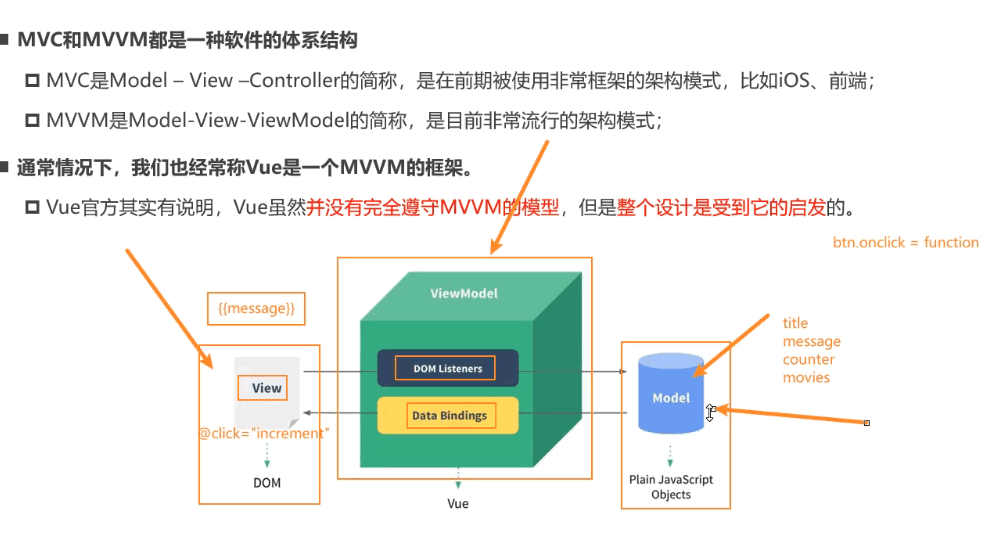 MVC和MVVM都是一种软件的体系结构
MVC是Model – View –Controller的简称，是在前期被使用非常框架的架构模式，比如iOS、前端；
MVVM是Model-View-ViewModel的简称，是目前非常流行的架构模式；
通常情况下，我们也经常称Vue是一个MVVM的框架。
Vue官方其实有说明，Vue虽然并没有完全遵守MVVM的模型，但是整个设计是受到它的启发的。
btn.onclick = function
ViewModel
{{message}}
title
message
counter
movies
DOM Listeners
View
Model
Data Bindings
@click="increment"
DOM
Plain JavaScript
Objects
Vue